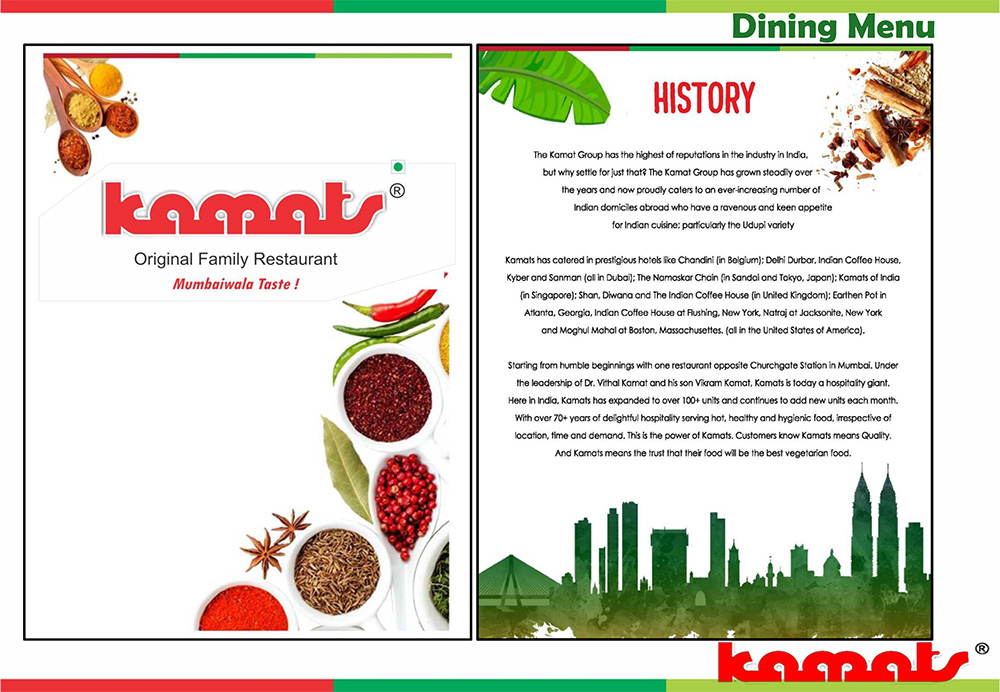 Dining Menu
kamats®
Original Family Restaurant
Mumbaiwala Taste !
HISTORY
The Kamat Group has the highest of reputations in the industry in India,
but why settle for just that? The Kamat Group has grown steadily over
the years and now proudly caters to an ever-increasing number of
Indian domiciles abroad who have a ravenous and keen appetite
for Indian cuisine; particularly the Udupi variety
Kamats has catered in prestigious hotels like Chandini (in Belgium); Delhi Durbar, Indian Coffee House,
Kyber and Sanman (all in Dubai); The Namaskar Chain (in Sandai and Tokyo, Japan); Kamats of India
(in Singapore); Shan, Diwana and The Indian Coffee House (in United Kingdom); Earthen Pot in
Atlanta, Georgia, Indian Coffee House at Flushing, New York, Natraj at Jacksonite, New York
and Moghul Mahal at Boston, Massachusettes. (all in the United States of America).
Starting from humble beginnings with one restaurant opposite Churchgate Station in Mumbai. Under
the leadership of Dr. Vithal Kamat and his son Vikram Kamat, Kamats is today a hospitality giant.
Here in India, Kamats has expanded to over 100+ units and continues to add new units each month.
With over 70+ years of delightful hospitality serving hot, healthy and hygienic food, irrespective of
location, time and demand. This is the power of Kamats. Customers know Kamats means Quality.
And Kamats means the trust that their food will be the best vegetarian food.
kamats®